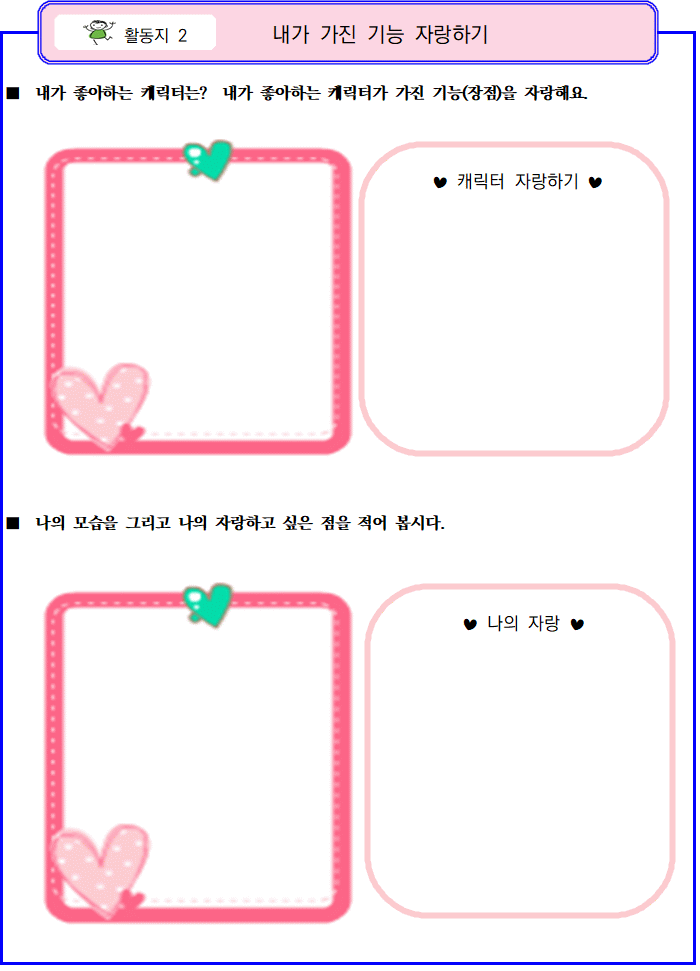 활동지 2
내가 가진 기능 자랑하기
■ 내가 좋아하는 캐릭터는? 내가 좋아하는 캐릭터가 가진 기능(장점)을 자랑해요.
♥ 캐릭터 자랑하기 ♥
■ 나의 모습을 그리고 나의 자랑하고 싶은 점을 적어 봅시다.
♥ 나의 자랑 ♥